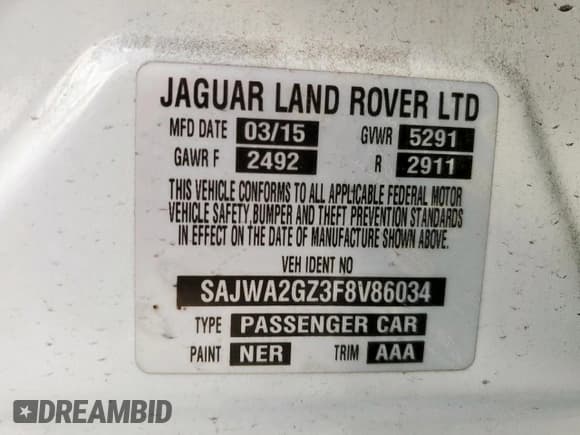 JAGUAR LAND ROVER LTD
MFD DATE 03/15 GVWR 5291
GAWR F 2492 R 2911
THIS VEHICLE CONFORMS TO ALL APPLICABLE FEDERAL MOTOR
VEHICLE SAFETY, BUMPER AND THEFT PREVENTION STANDARDS
IN EFFECT ON THE DATE OF MANUFACTURE SHOWN ABOVE.
VEH IDENT NO
SAJWA2GZ3F8V86034
TYPE PASSENGER CAR
PAINT NER TRIM AAA
DREAMBID